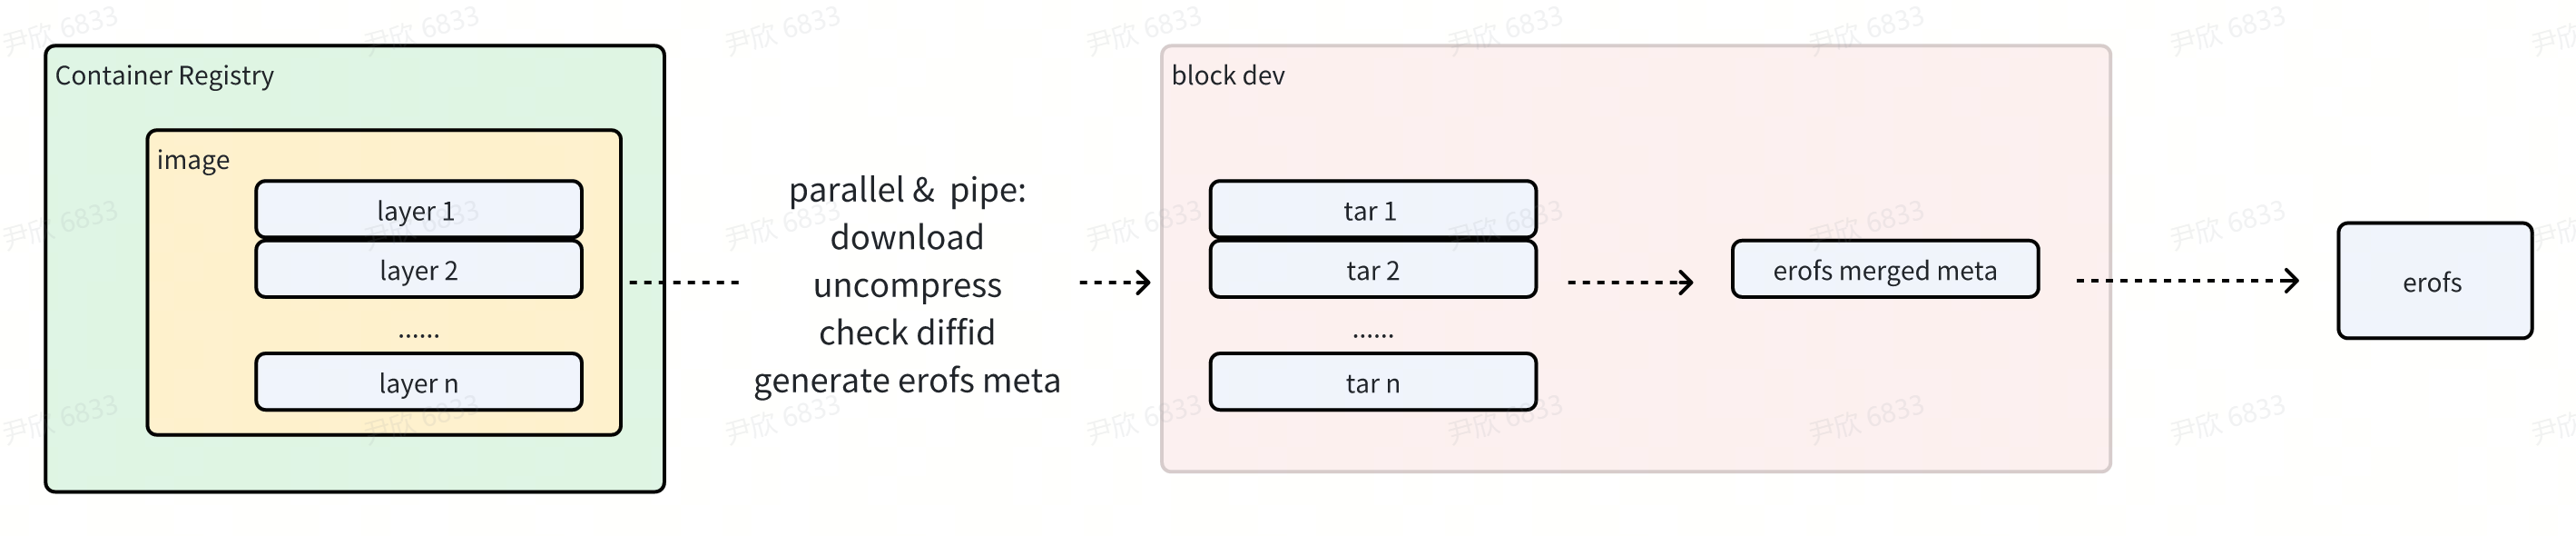 Container Registry
image
layer 1
layer 2
......
layer n
parallel &  pipe:
download
uncompress
check diffid
generate erofs meta
block dev
tar 1
tar 2
......
tar n
erofs merged meta
erofs
尹欣 6833